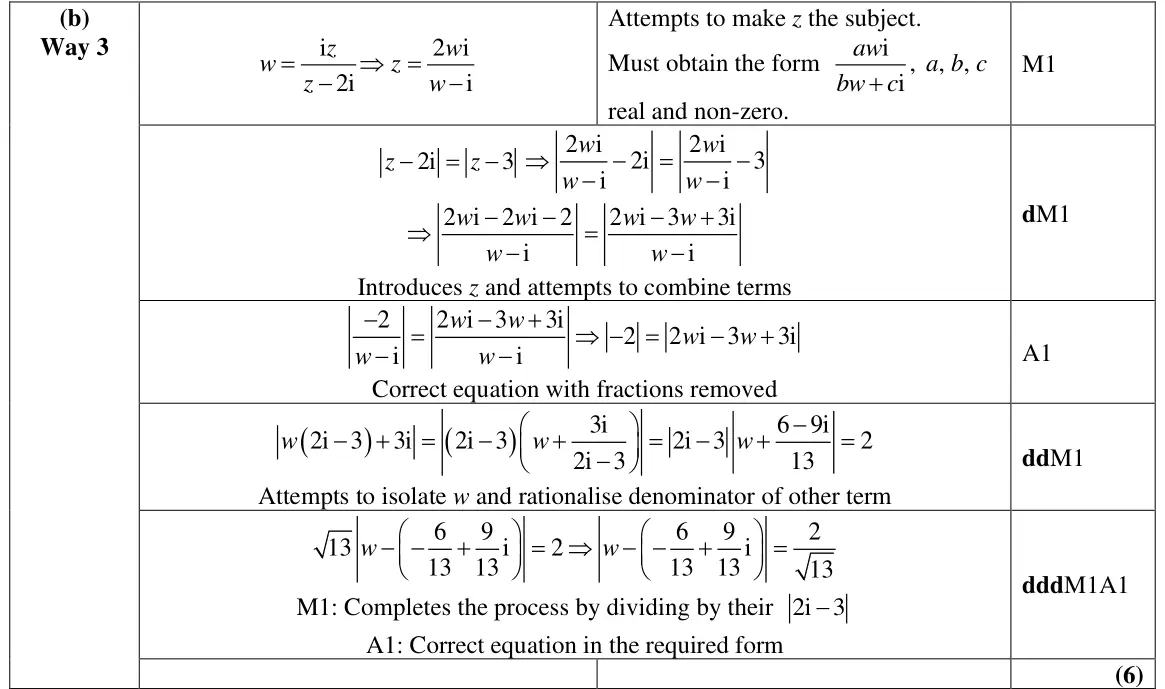 (b)
Way 3
w = iz/(z − 2i) ⇒ z = 2wi/(w − i)
Attempts to make z the subject.
Must obtain the form awi/(bw + ci), a, b, c
real and non-zero.
M1
|z − 2i| = |z − 3| ⇒ |2wi/(w − i) − 2i| = |2wi/(w − i) − 3|
⇒ |(2wi − 2wi − 2)/(w − i)| = |(2wi − 3w + 3i)/(w − i)|
Introduces z and attempts to combine terms
dM1
|−2/(w − i)| = |(2wi − 3w + 3i)/(w − i)| ⇒ |−2| = |2wi − 3w + 3i|
Correct equation with fractions removed
A1
|w(2i − 3) + 3i| = |(2i − 3)(w + 3i/(2i − 3))| = |2i − 3||w + (6 − 9i)/13| = 2
Attempts to isolate w and rationalise denominator of other term
ddM1
√13|w − (−6/13 + 9/13 i)| = 2 ⇒ |w − (−6/13 + 9/13 i)| = 2/√13
M1: Completes the process by dividing by their |2i − 3|
A1: Correct equation in the required form
dddM1A1
(6)